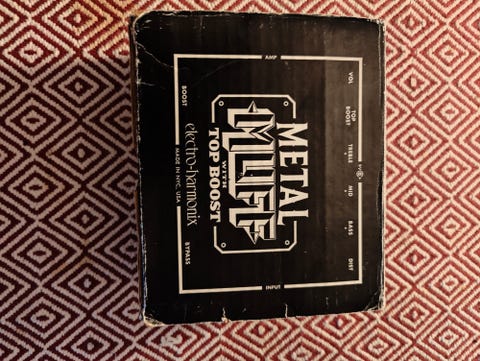 VOL
TOP
BOOST
TREBLE
MID
BASS
DIST
AMP
INPUT
METAL
MUFF
WITH
TOP BOOST
electro-harmonix
MADE IN NYC, USA
BOOST
BYPASS